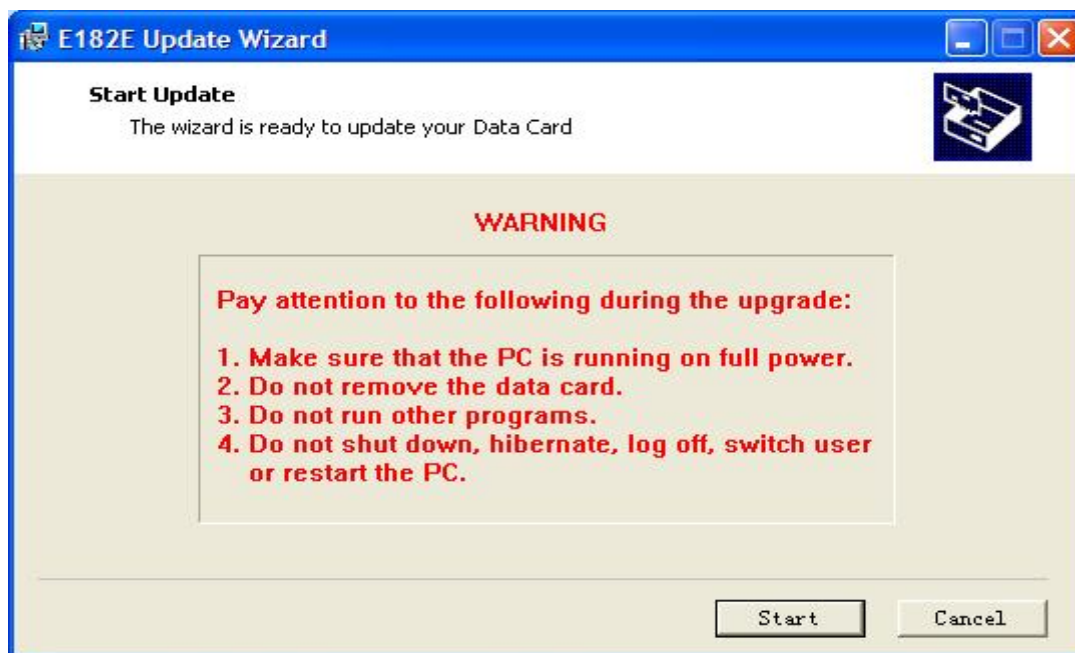 E182E Update Wizard
Start Update
The wizard is ready to update your Data Card
WARNING
Pay attention to the following during the upgrade:
1. Make sure that the PC is running on full power.
2. Do not remove the data card.
3. Do not run other programs.
4. Do not shut down, hibernate, log off, switch user
or restart the PC.
Start
Cancel